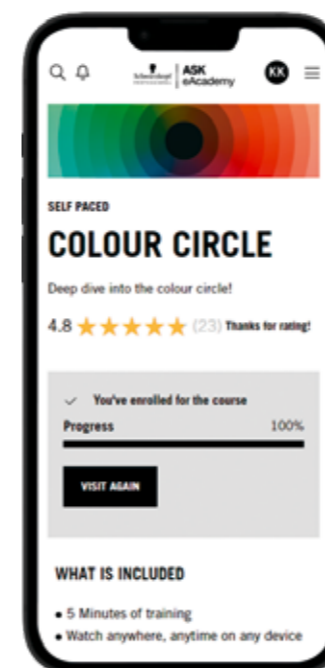 Schwarzkopf
ASK
eAcademy
KK
SELF PACED
COLOUR CIRCLE
Deep dive into the colour circle!
4.8 (23) Thanks for rating!
You've enrolled for the course
Progress 100%
VISIT AGAIN
WHAT IS INCLUDED
• 5 Minutes of training
• Watch anywhere, anytime on any device